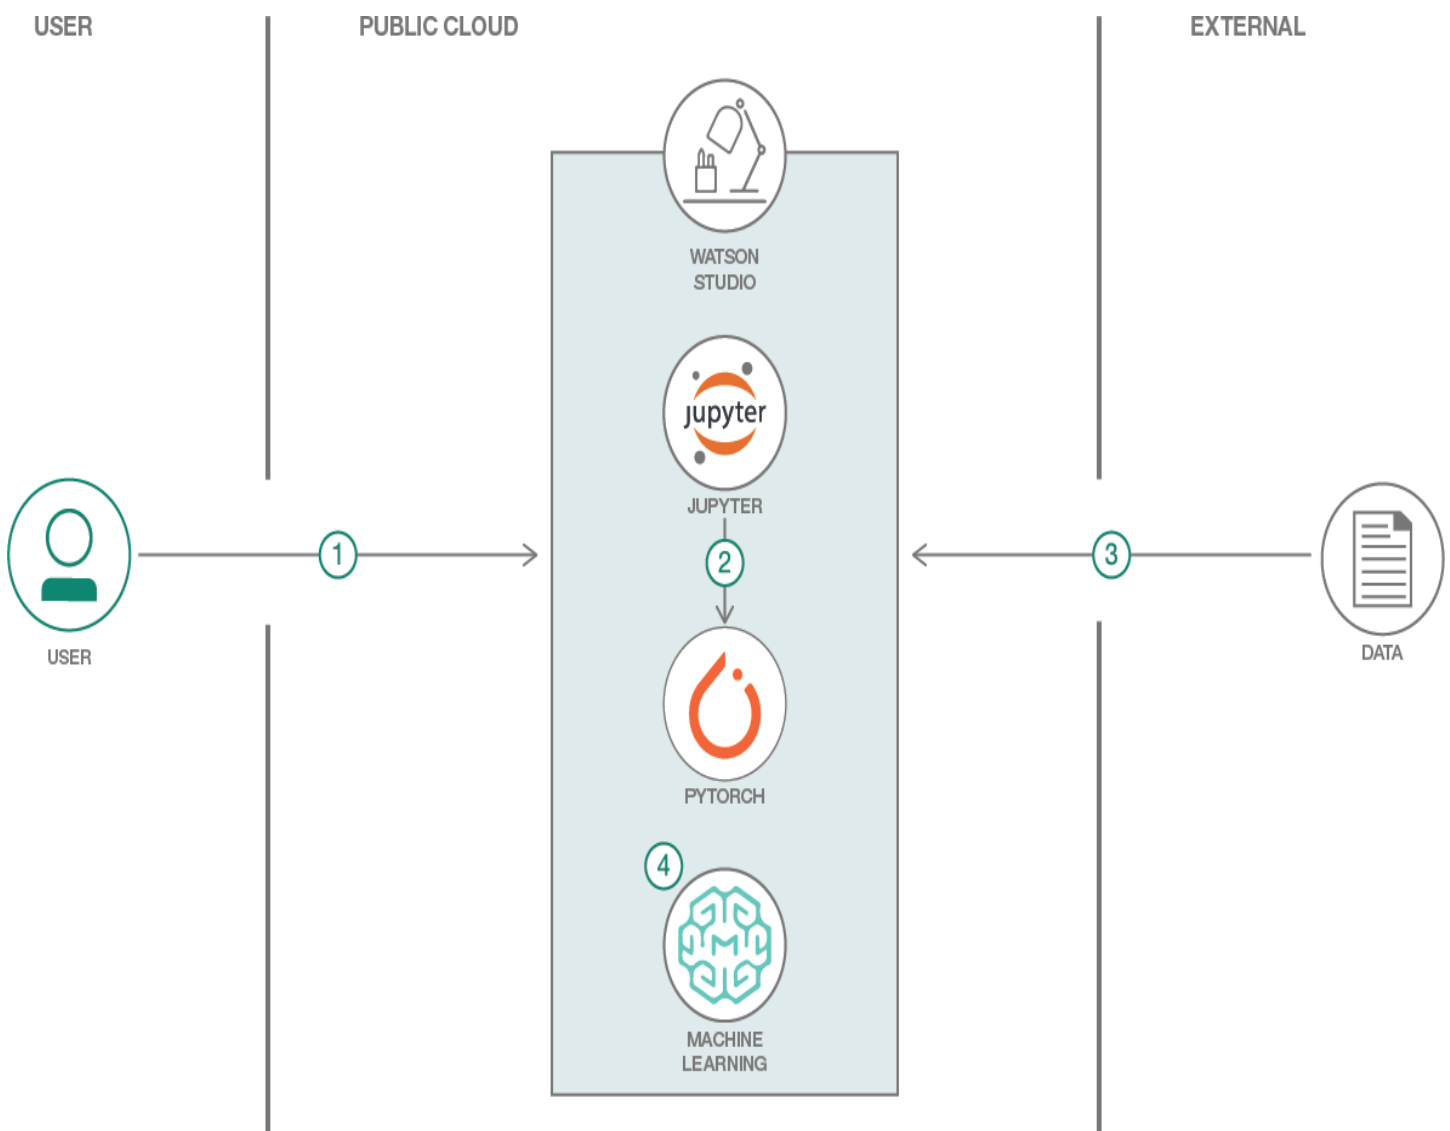 USER
PUBLIC CLOUD
EXTERNAL
WATSON
STUDIO
jupyter
JUPYTER
1
2
3
USER
DATA
PYTORCH
4
M
MACHINE
LEARNING